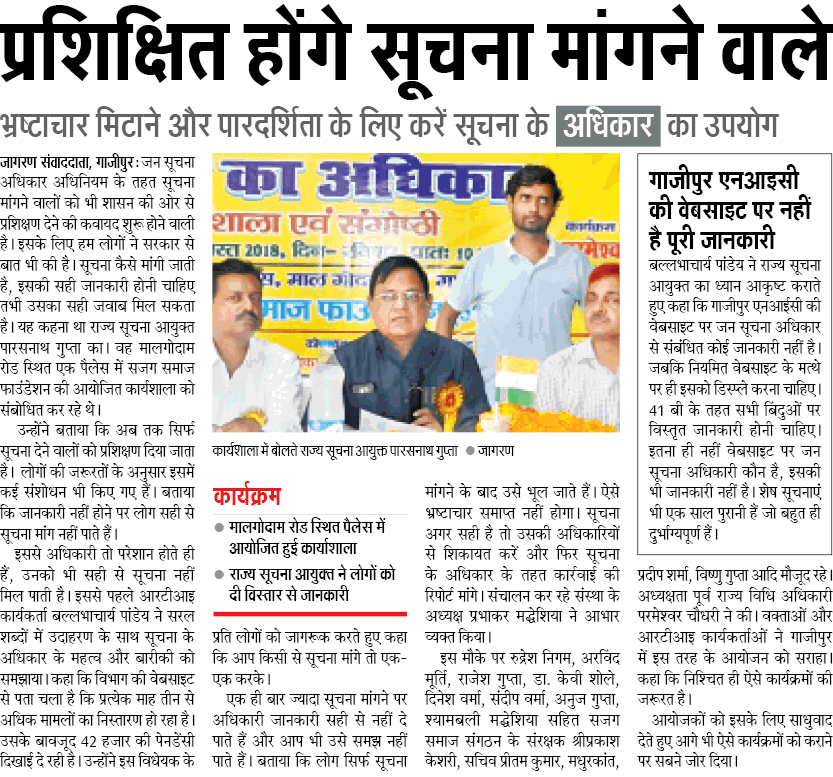 प्रशिक्षित होंगे सूचना मांगने वाले
भ्रष्टाचार मिटाने और पारदर्शिता के लिए करें सूचना के अधिकार का उपयोग
जागरण संवाददाता, गाजीपुर : जन सूचना
अधिकार अधिनियम के तहत सूचना
मांगने वालों को भी शासन की ओर से
प्रशिक्षण देने की कवायद शुरू होने वाली
है। इसके लिए हम लोगों ने सरकार से
बात भी की है। सूचना कैसे मांगी जाती
है, इसकी सही जानकारी होनी चाहिए
तभी उसका सही जवाब मिल सकता
है। यह कहना था राज्य सूचना आयुक्त
पारसनाथ गुप्ता का। वह मालगोदाम
रोड स्थित एक पैलेस में सजग समाज
फाउंडेशन की आयोजित कार्यशाला को
संबोधित कर रहे थे।
उन्होंने बताया कि अब तक सिर्फ
सूचना देने वालों को प्रशिक्षण दिया जाता
है। लोगों की जरूरतों के अनुसार इसमें
कई संशोधन भी किए गए हैं। बताया
कि जानकारी नहीं होने पर लोग सही से
सूचना मांग नहीं पाते हैं।
इससे अधिकारी तो परेशान होते ही
हैं, उनको भी सही से सूचना नहीं
मिल पाती है। इससे पहले आरटीआइ
कार्यकर्ता बल्लभाचार्य पांडेय ने सरल
शब्दों में उदाहरण के साथ सूचना के
अधिकार के महत्व और बारीकी को
समझाया। कहा कि विभाग की वेबसाइट
से पता चला है कि प्रत्येक माह तीन से
अधिक मामलों का निस्तारण हो रहा है।
उसके बावजूद 42 हजार की पेनडेंसी
दिखाई दे रही है। उन्होंने इस विधेयक के
का अधिकार
शाला एवं संगोष्ठी
स्त 2018, दिन- रविवार, प्रातः 10
कार्यक्रम
मेश्व
स, माल गोद
माज फाउ
कार्यशाला में बोलते राज्य सूचना आयुक्त पारसनाथ गुप्ता ● जागरण
कार्यक्रम
● मालगोदाम रोड स्थित पैलेस में
आयोजित हुई कार्याशाला
● राज्य सूचना आयुक्त ने लोगों को
दी विस्तार से जानकारी
प्रति लोगों को जागरूक करते हुए कहा
कि आप किसी से सूचना मांगे तो एक-
एक करके।
एक ही बार ज्यादा सूचना मांगने पर
अधिकारी जानकारी सही से नहीं दे
पाते हैं और आप भी उसे समझ नहीं
पाते हैं। बताया कि लोग सिर्फ सूचना
मांगने के बाद उसे भूल जाते हैं। ऐसे
भ्रष्टाचार समाप्त नहीं होगा। सूचना
अगर सही है तो उसकी अधिकारियों
से शिकायत करें और फिर सूचना
के अधिकार के तहत कार्रवाई की
रिपोर्ट मांगे। संचालन कर रहे संस्था के
अध्यक्ष प्रभाकर मद्धेशिया ने आभार
व्यक्त किया।
इस मौके पर रुद्रेश निगम, अरविंद
मूर्ति, राजेश गुप्ता, डा. केवी शोले,
दिनेश वर्मा, संदीप वर्मा, अनुज गुप्ता,
श्यामबली मद्धेशिया सहित सजग
समाज संगठन के संरक्षक श्रीप्रकाश
केशरी, सचिव प्रीतम कुमार, मधुरकांत,
गाजीपुर एनआइसी
की वेबसाइट पर नहीं
है पूरी जानकारी
बल्लभाचार्य पांडेय ने राज्य सूचना
आयुक्त का ध्यान आकृष्ट कराते
हुए कहा कि गाजीपुर एनआईसी की
वेबसाइट पर जन सूचना अधिकार
से संबंधित कोई जानकारी नहीं है।
जबकि नियमित वेबसाइट के मत्थे
पर ही इसको डिस्प्ले करना चाहिए।
41 बी के तहत सभी बिंदुओं पर
विस्तृत जानकारी होनी चाहिए।
इतना ही नहीं वेबसाइट पर जन
सूचना अधिकारी कौन है, इसकी
भी जानकारी नहीं है। शेष सूचनाएं
भी एक साल पुरानी हैं जो बहुत ही
दुर्भाग्यपूर्ण हैं।
प्रदीप शर्मा, विष्णु गुप्ता आदि मौजूद रहे।
अध्यक्षता पूर्व राज्य विधि अधिकारी
परमेश्वर चौधरी ने की। वक्ताओं और
आरटीआइ कार्यकर्ताओं ने गाजीपुर
में इस तरह के आयोजन को सराहा।
कहा कि निश्चित ही ऐसे कार्यक्रमों की
जरूरत है।
आयोजकों को इसके लिए साधुवाद
देते हुए आगे भी ऐसे कार्यक्रमों को कराने
पर सबने जोर दिया।